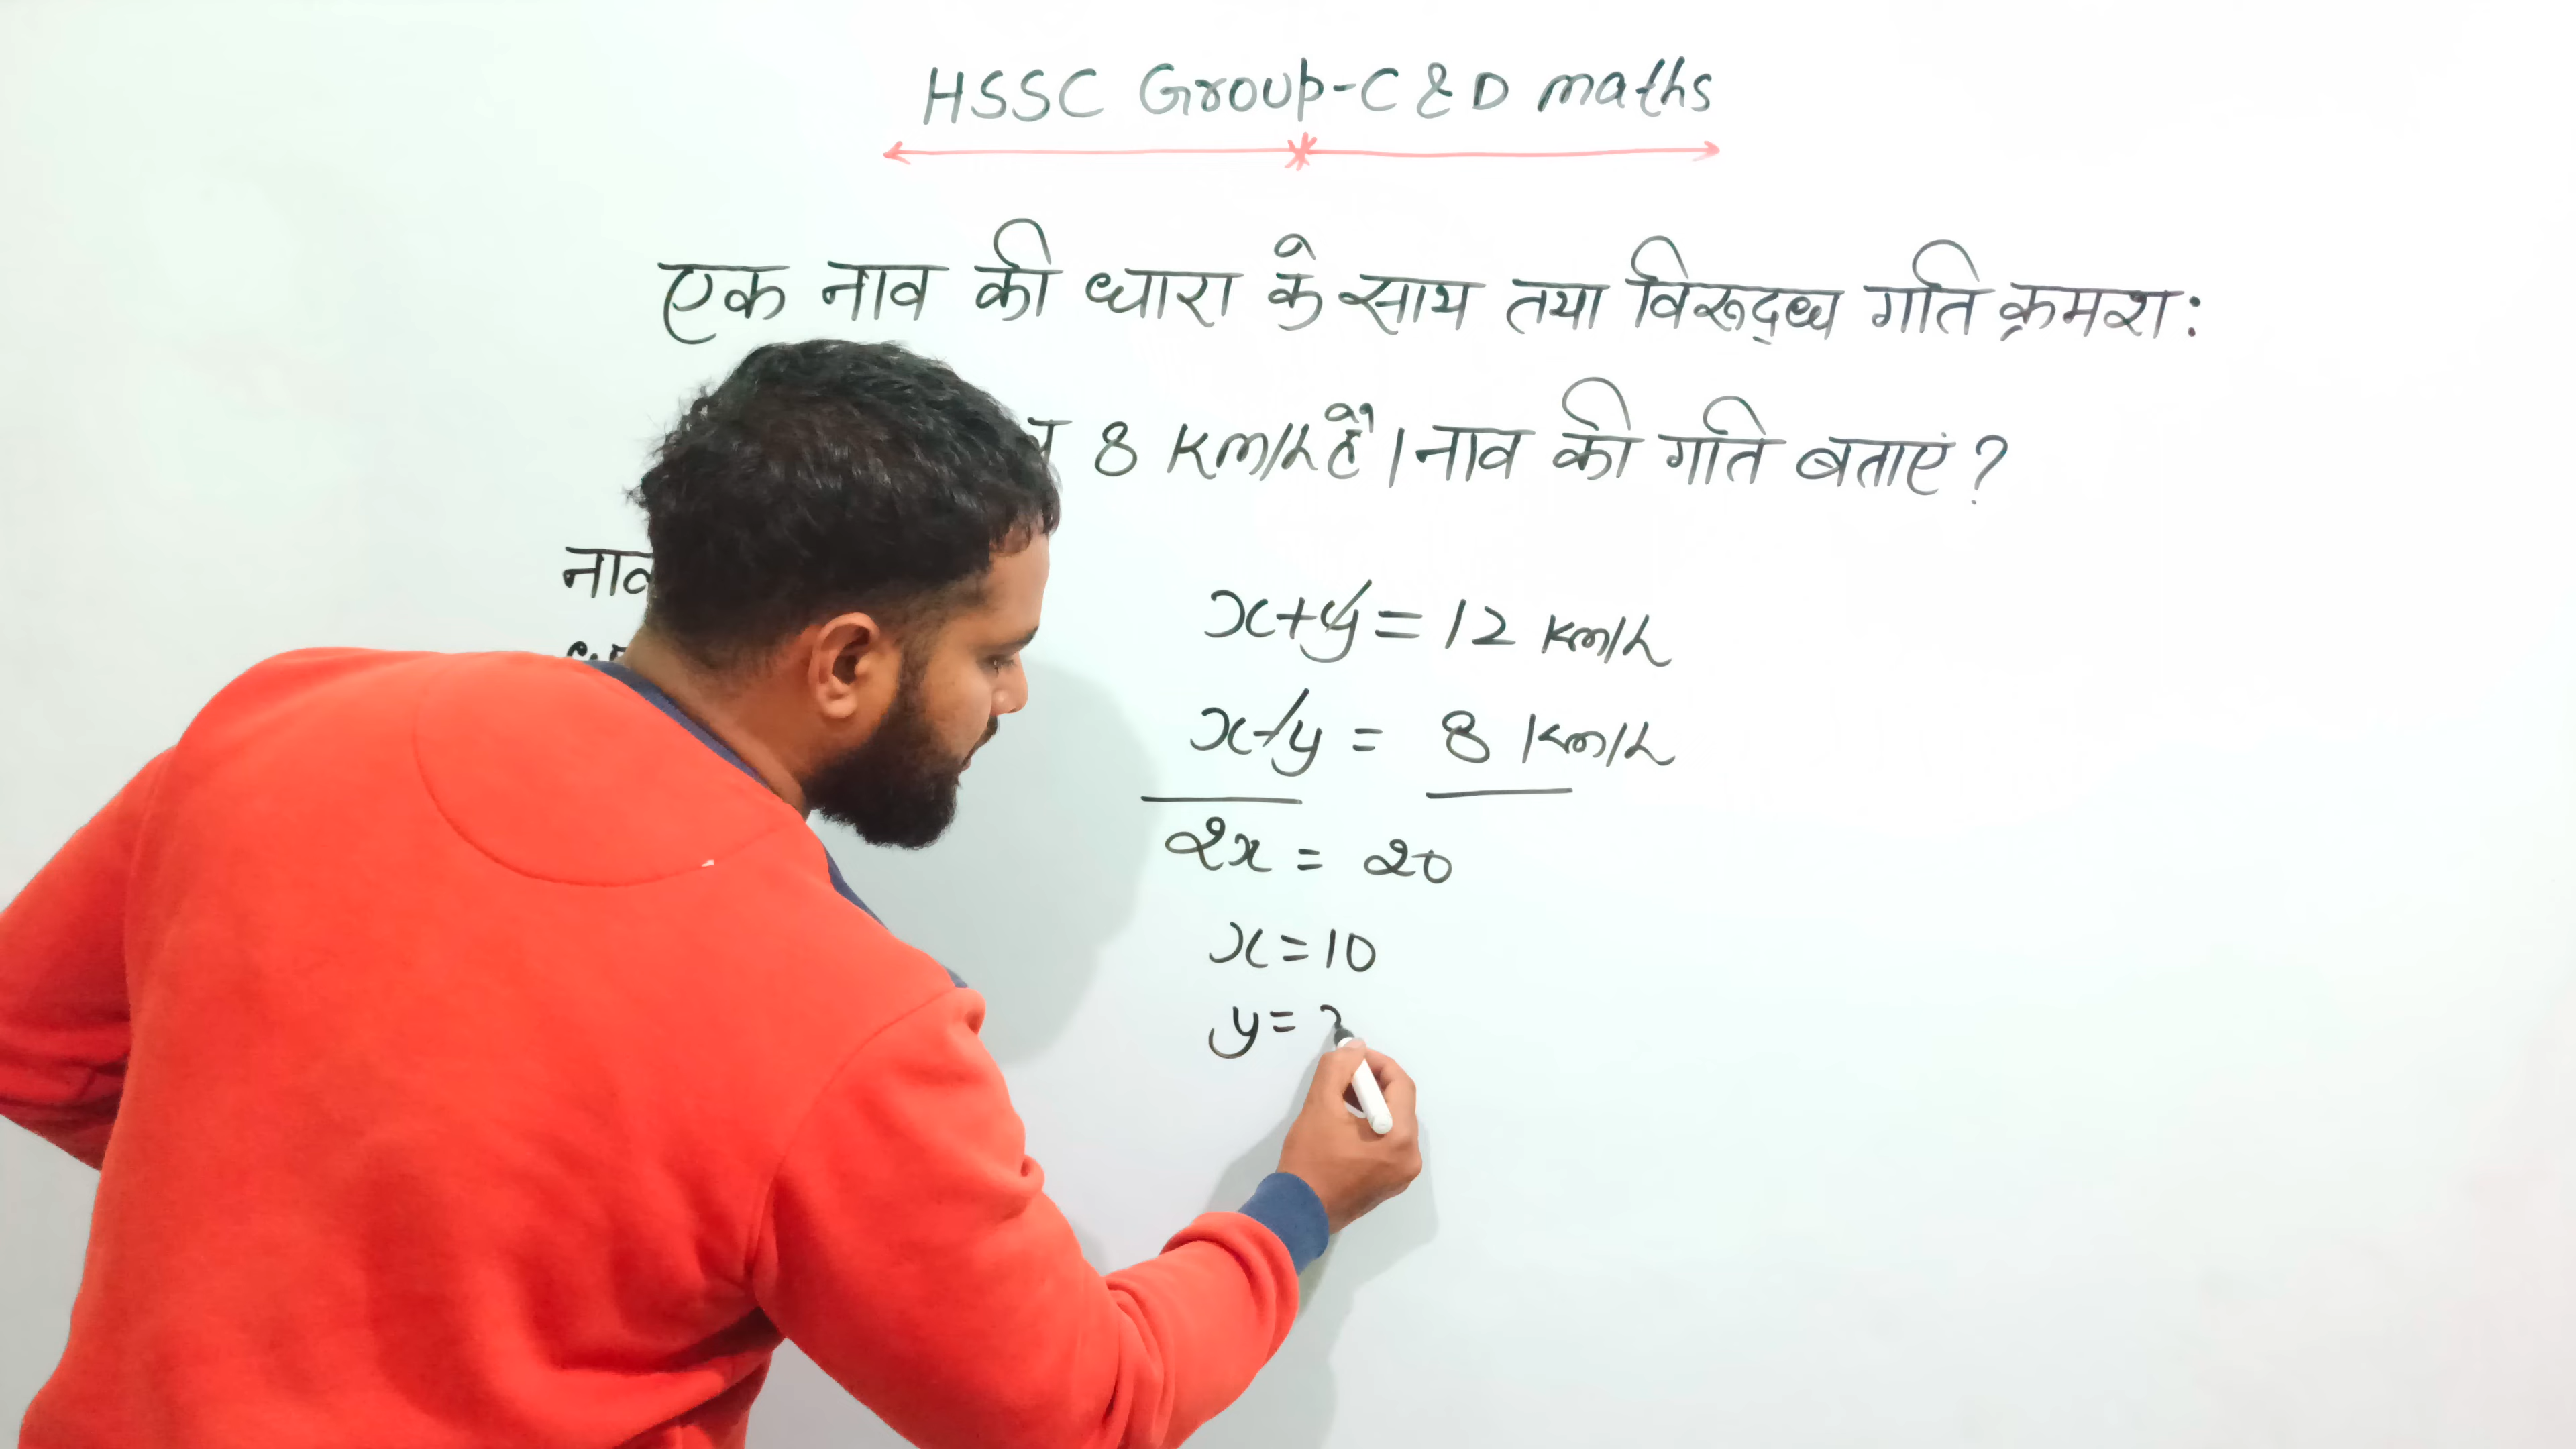 HSSC Group-C & D maths
एक नाव की धारा के साथ तथा विरूद्ध गति क्रमश:
8 Km/h है। नाव की गति बताएं?
नाव
x+y = 12 Km/h
x-y = 8 Km/h
2x = 20
x = 10
y =